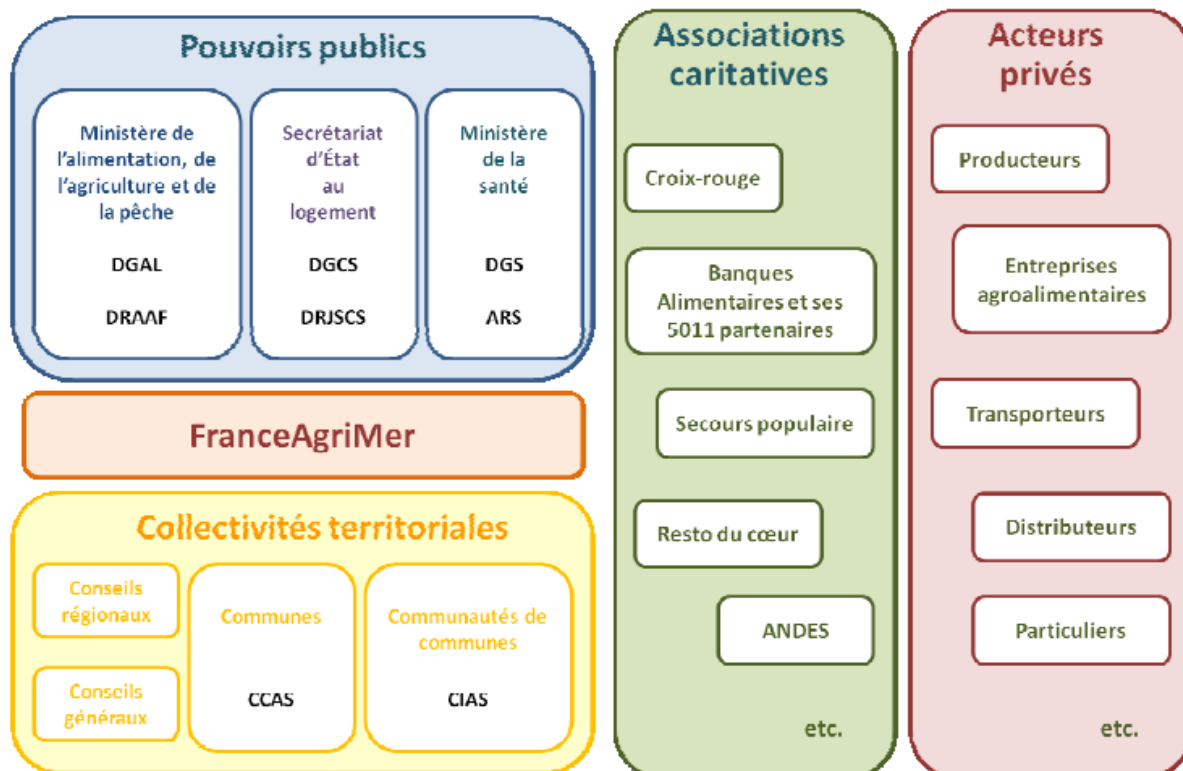 Pouvoirs publics
Ministère de
l'alimentation, de
l'agriculture et de
la pêche
DGAL
DRAAF
Secrétariat
d'État
au
logement
DGCS
DRJSCS
Ministère
de la
santé
DGS
ARS
FranceAgriMer
Collectivités territoriales
Conseils
régionaux
Conseils
généraux
Communes
CCAS
Communautés de
communes
CIAS
Associations
caritatives
Croix-rouge
Banques
Alimentaires et ses
5011 partenaires
Secours populaire
Resto du cœur
ANDES
etc.
Acteurs
privés
Producteurs
Entreprises
agroalimentaires
Transporteurs
Distributeurs
Particuliers
etc.